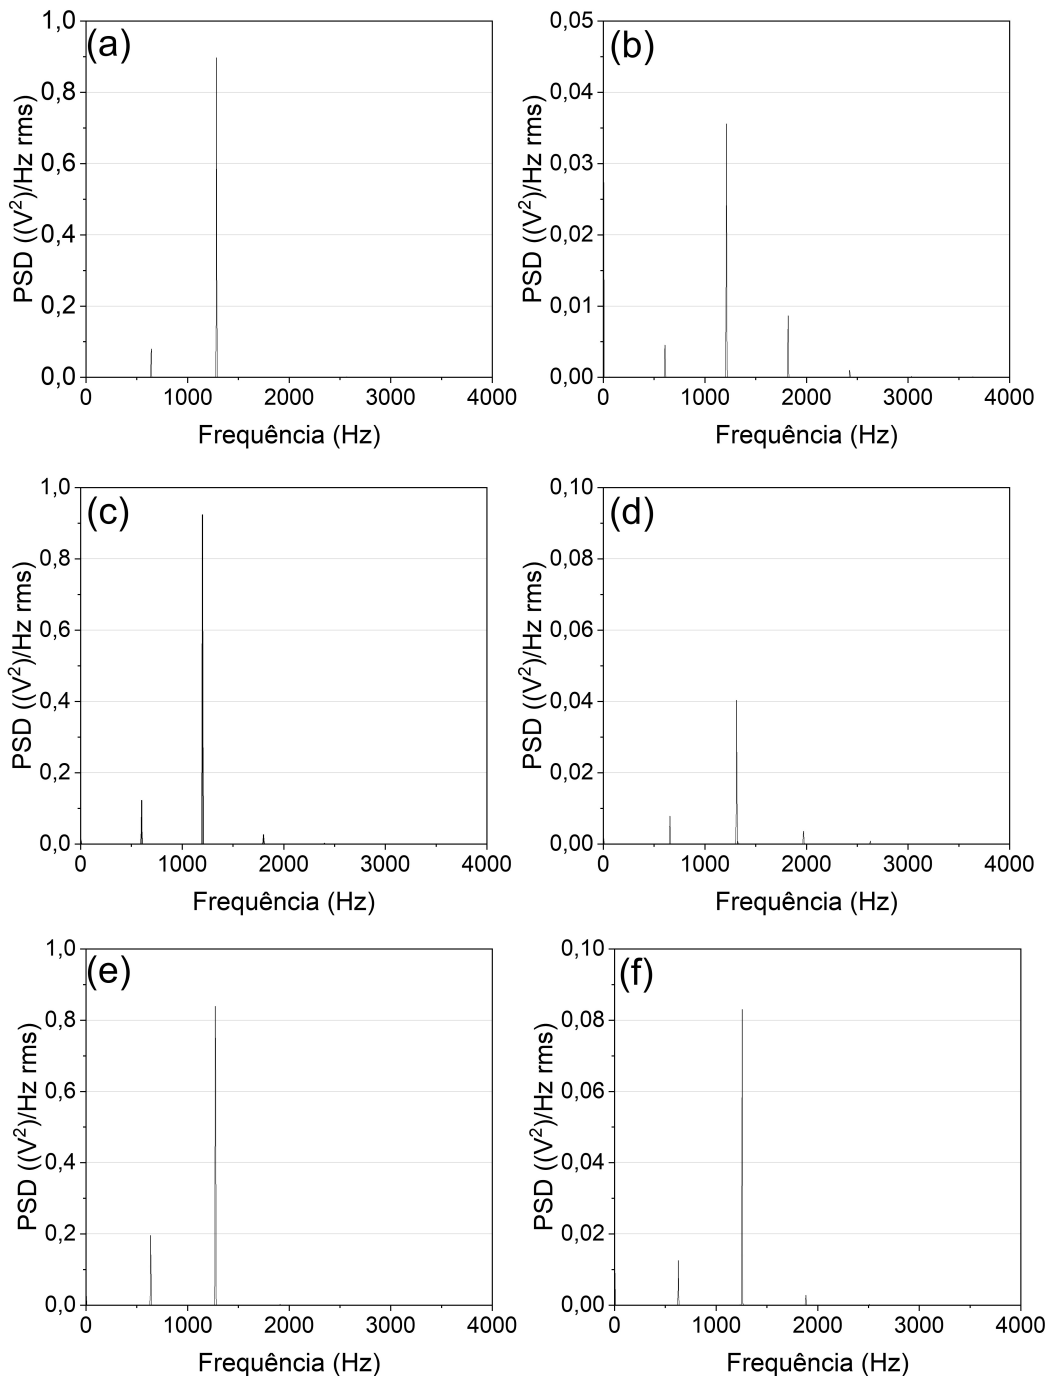 (a)
PSD ((V²)/Hz rms)
1,0
0,8
0,6
0,4
0,2
0,0
0 1000 2000 3000 4000
Frequência (Hz)
(b)
PSD ((V²)/Hz rms)
0,05
0,04
0,03
0,02
0,01
0,00
0 1000 2000 3000 4000
Frequência (Hz)
(c)
PSD ((V²)/Hz rms)
1,0
0,8
0,6
0,4
0,2
0,0
0 1000 2000 3000 4000
Frequência (Hz)
(d)
PSD ((V²)/Hz rms)
0,10
0,08
0,06
0,04
0,02
0,00
0 1000 2000 3000 4000
Frequência (Hz)
(e)
PSD ((V²)/Hz rms)
1,0
0,8
0,6
0,4
0,2
0,0
0 1000 2000 3000 4000
Frequência (Hz)
(f)
PSD ((V²)/Hz rms)
0,10
0,08
0,06
0,04
0,02
0,00
0 1000 2000 3000 4000
Frequência (Hz)